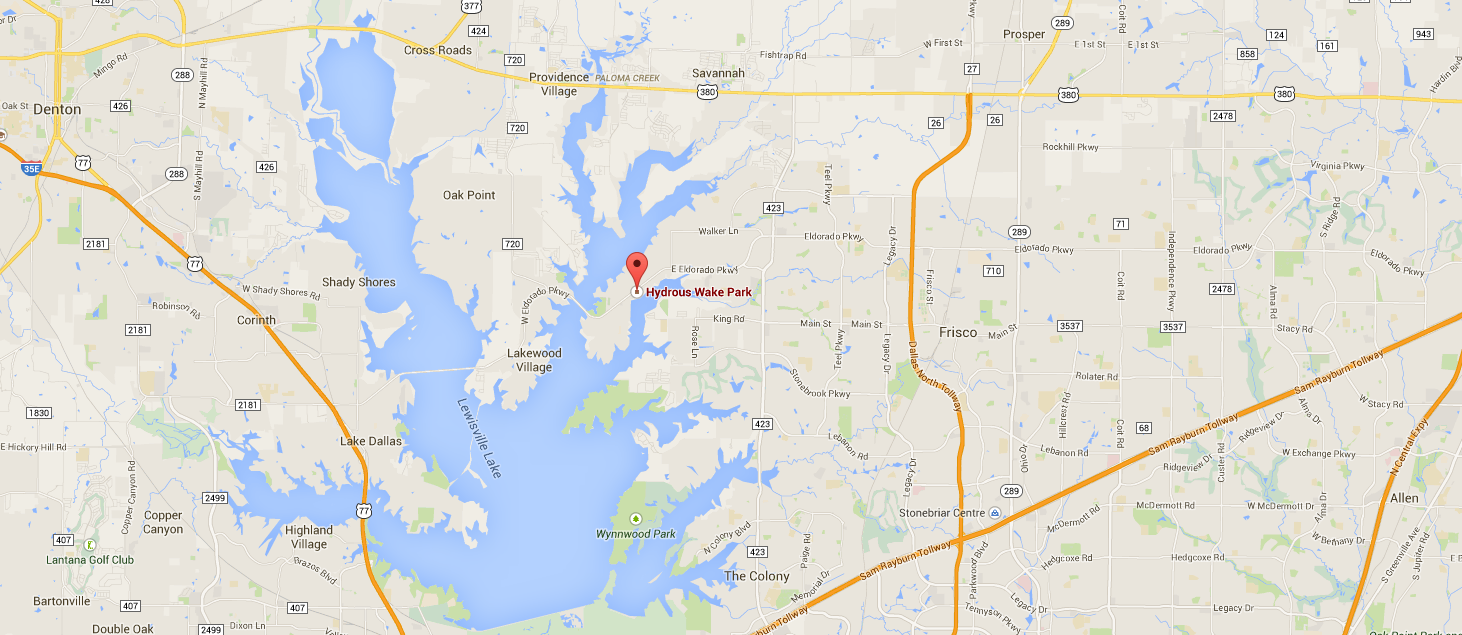 377
289
Coit Rd
Pkwy
424
Cross Roads
Prosper
W First St
E 1st St
E 1st St
124
161
943
858
Mingo Rd
288
N Mayhill Rd
720
Fishtrap Rd
Savannah
Providence
Village
PALOMA CREEK
27
380
380
380
Hardin Blvd
Oak St
Denton
426
720
26
26
2478
Rockhill Pkwy
Virginia Pkwy
77
35E
288
426
S Mayhill Rd
Oak Point
Teel Pkwy
423
71
S Ridge Rd
2181
720
Walker Ln
Eldorado Pkwy
Legacy Dr
289
Eldorado Pkwy
Independence Pkwy
Eldorado Pkwy
77
E Eldorado Pkwy
710
Frisco St
Coit Rd
2478
Alma Rd
Shady Shores
W Shady Rores Rd
W Eldorado Pkwy
Hydrous Wake Park
Robinson Rd
Corinth
2181
King Rd
Rose Ln
Main St
Main St
Teel Pkwy
Legacy Dr
Frisco
Main St
3537
3537
Stacy Rd
Lakewood
Village
Dallas North Tollway
Sam Rayburn Tollway
Stonebrook Pkwy
Rolater Rd
1830
2181
Lewisville Lake
Hillcrest Rd
W Stacy Rd
Alma Dr
423
68
Coit Rd
Sam Rayburn Tollway
Ridgeview Dr
E Hickory Hill Rd
Lake Dallas
Lebanon Rd
Lebanon Rd
Ohio Dr
Custer Rd
Ridgeview Dr
W Exchange Pkwy
N Central Expy
Copper Canyon Rd
Legacy Dr
289
Allen
2499
77
Copper
Canyon
Stonebriar Centre
McDermott Rd
McDermott Rd
W McDermott Dr
Alma Dr
Highland
Village
Wynnwood Park
407
Lantana Golf Club
N Colony Blvd
423
Paige Rd
Sam Rayburn Tollway
Parkwood Blvd
Hedgcoxe Rd
Hedgcoxe Rd
W Bethany Dr
S Greenville Ave
S Jupiter Rd
Brazos Blvd
The Colony
Memorial Dr
Bartonville
407
407
Legacy Dr
Legacy Dr
Tennyson Pkwy
Double Oak
2499
Dixon Ln
Rayburn Tollway